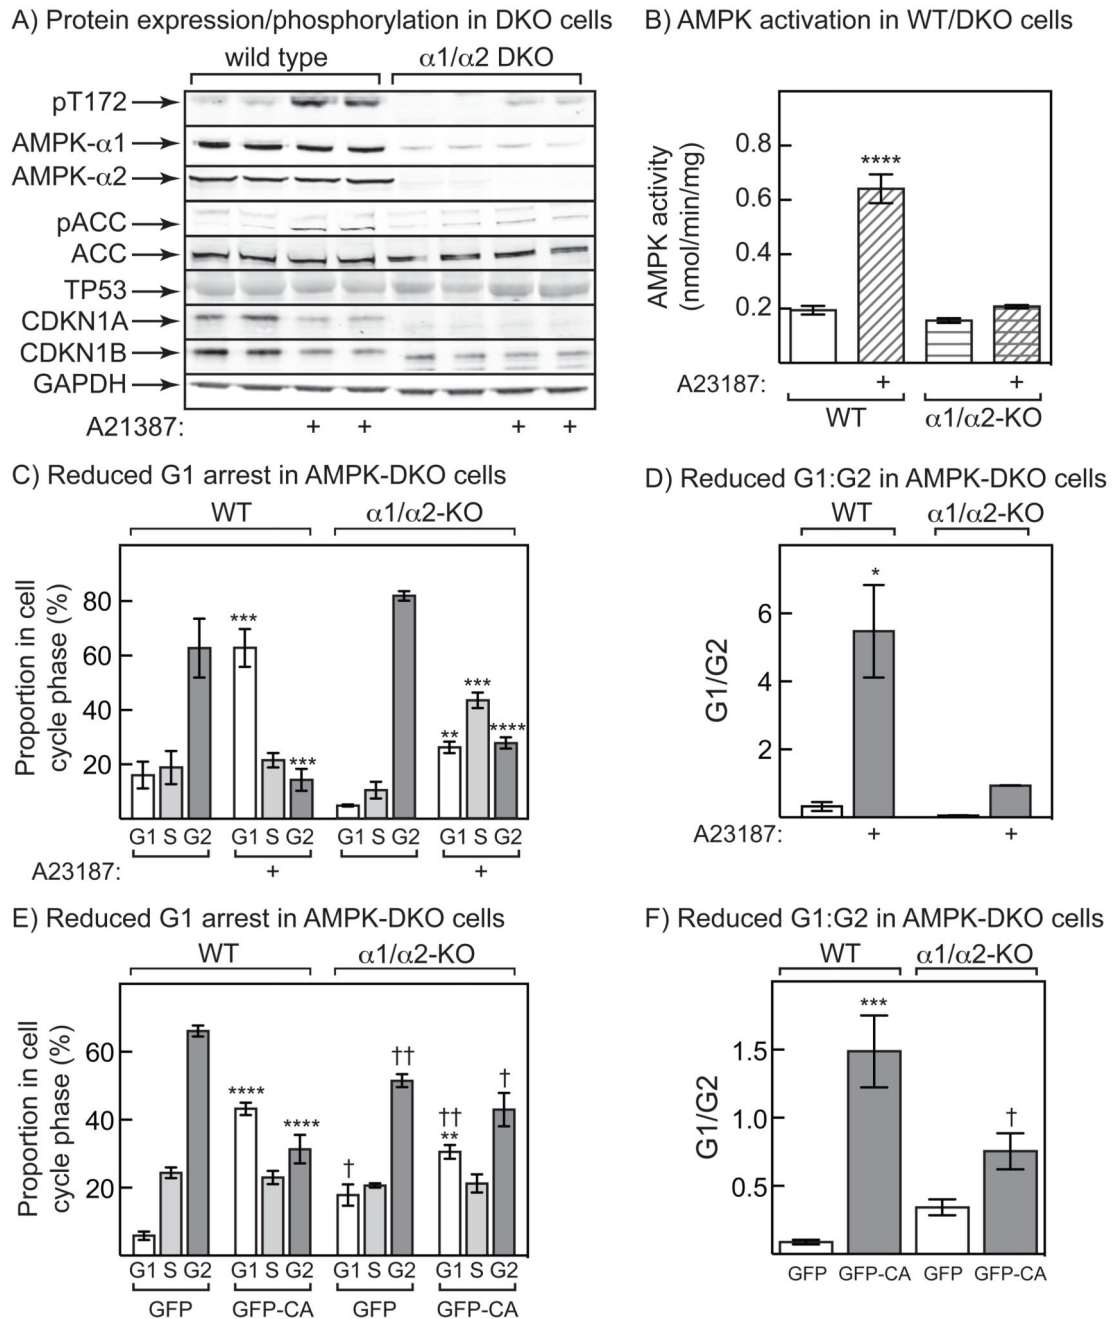 A) Protein expression/phosphorylation in DKO cells
wild type α1/α2 DKO
pT172
AMPK-α1
AMPK-α2
pACC
ACC
TP53
CDKN1A
CDKN1B
GAPDH
A21387: + + + +
B) AMPK activation in WT/DKO cells
AMPK activity
(nmol/min/mg)
0.8
0.6
0.4
0.2
****
A23187: + +
WT α1/α2-KO
C) Reduced G1 arrest in AMPK-DKO cells
WT α1/α2-KO
Proportion in cell
cycle phase (%)
80
60
40
20
*** *** ** *** ****
G1 S G2 G1 S G2 G1 S G2 G1 S G2
A23187: + +
D) Reduced G1:G2 in AMPK-DKO cells
WT α1/α2-KO
G1/G2
6
4
2
*
A23187: + +
E) Reduced G1 arrest in AMPK-DKO cells
WT α1/α2-KO
Proportion in cell
cycle phase (%)
60
40
20
**** **** † †† †† ** †
G1 S G2 G1 S G2 G1 S G2 G1 S G2
GFP GFP-CA GFP GFP-CA
F) Reduced G1:G2 in AMPK-DKO cells
WT α1/α2-KO
G1/G2
1.5
1.0
0.5
*** †
GFP GFP-CA GFP GFP-CA